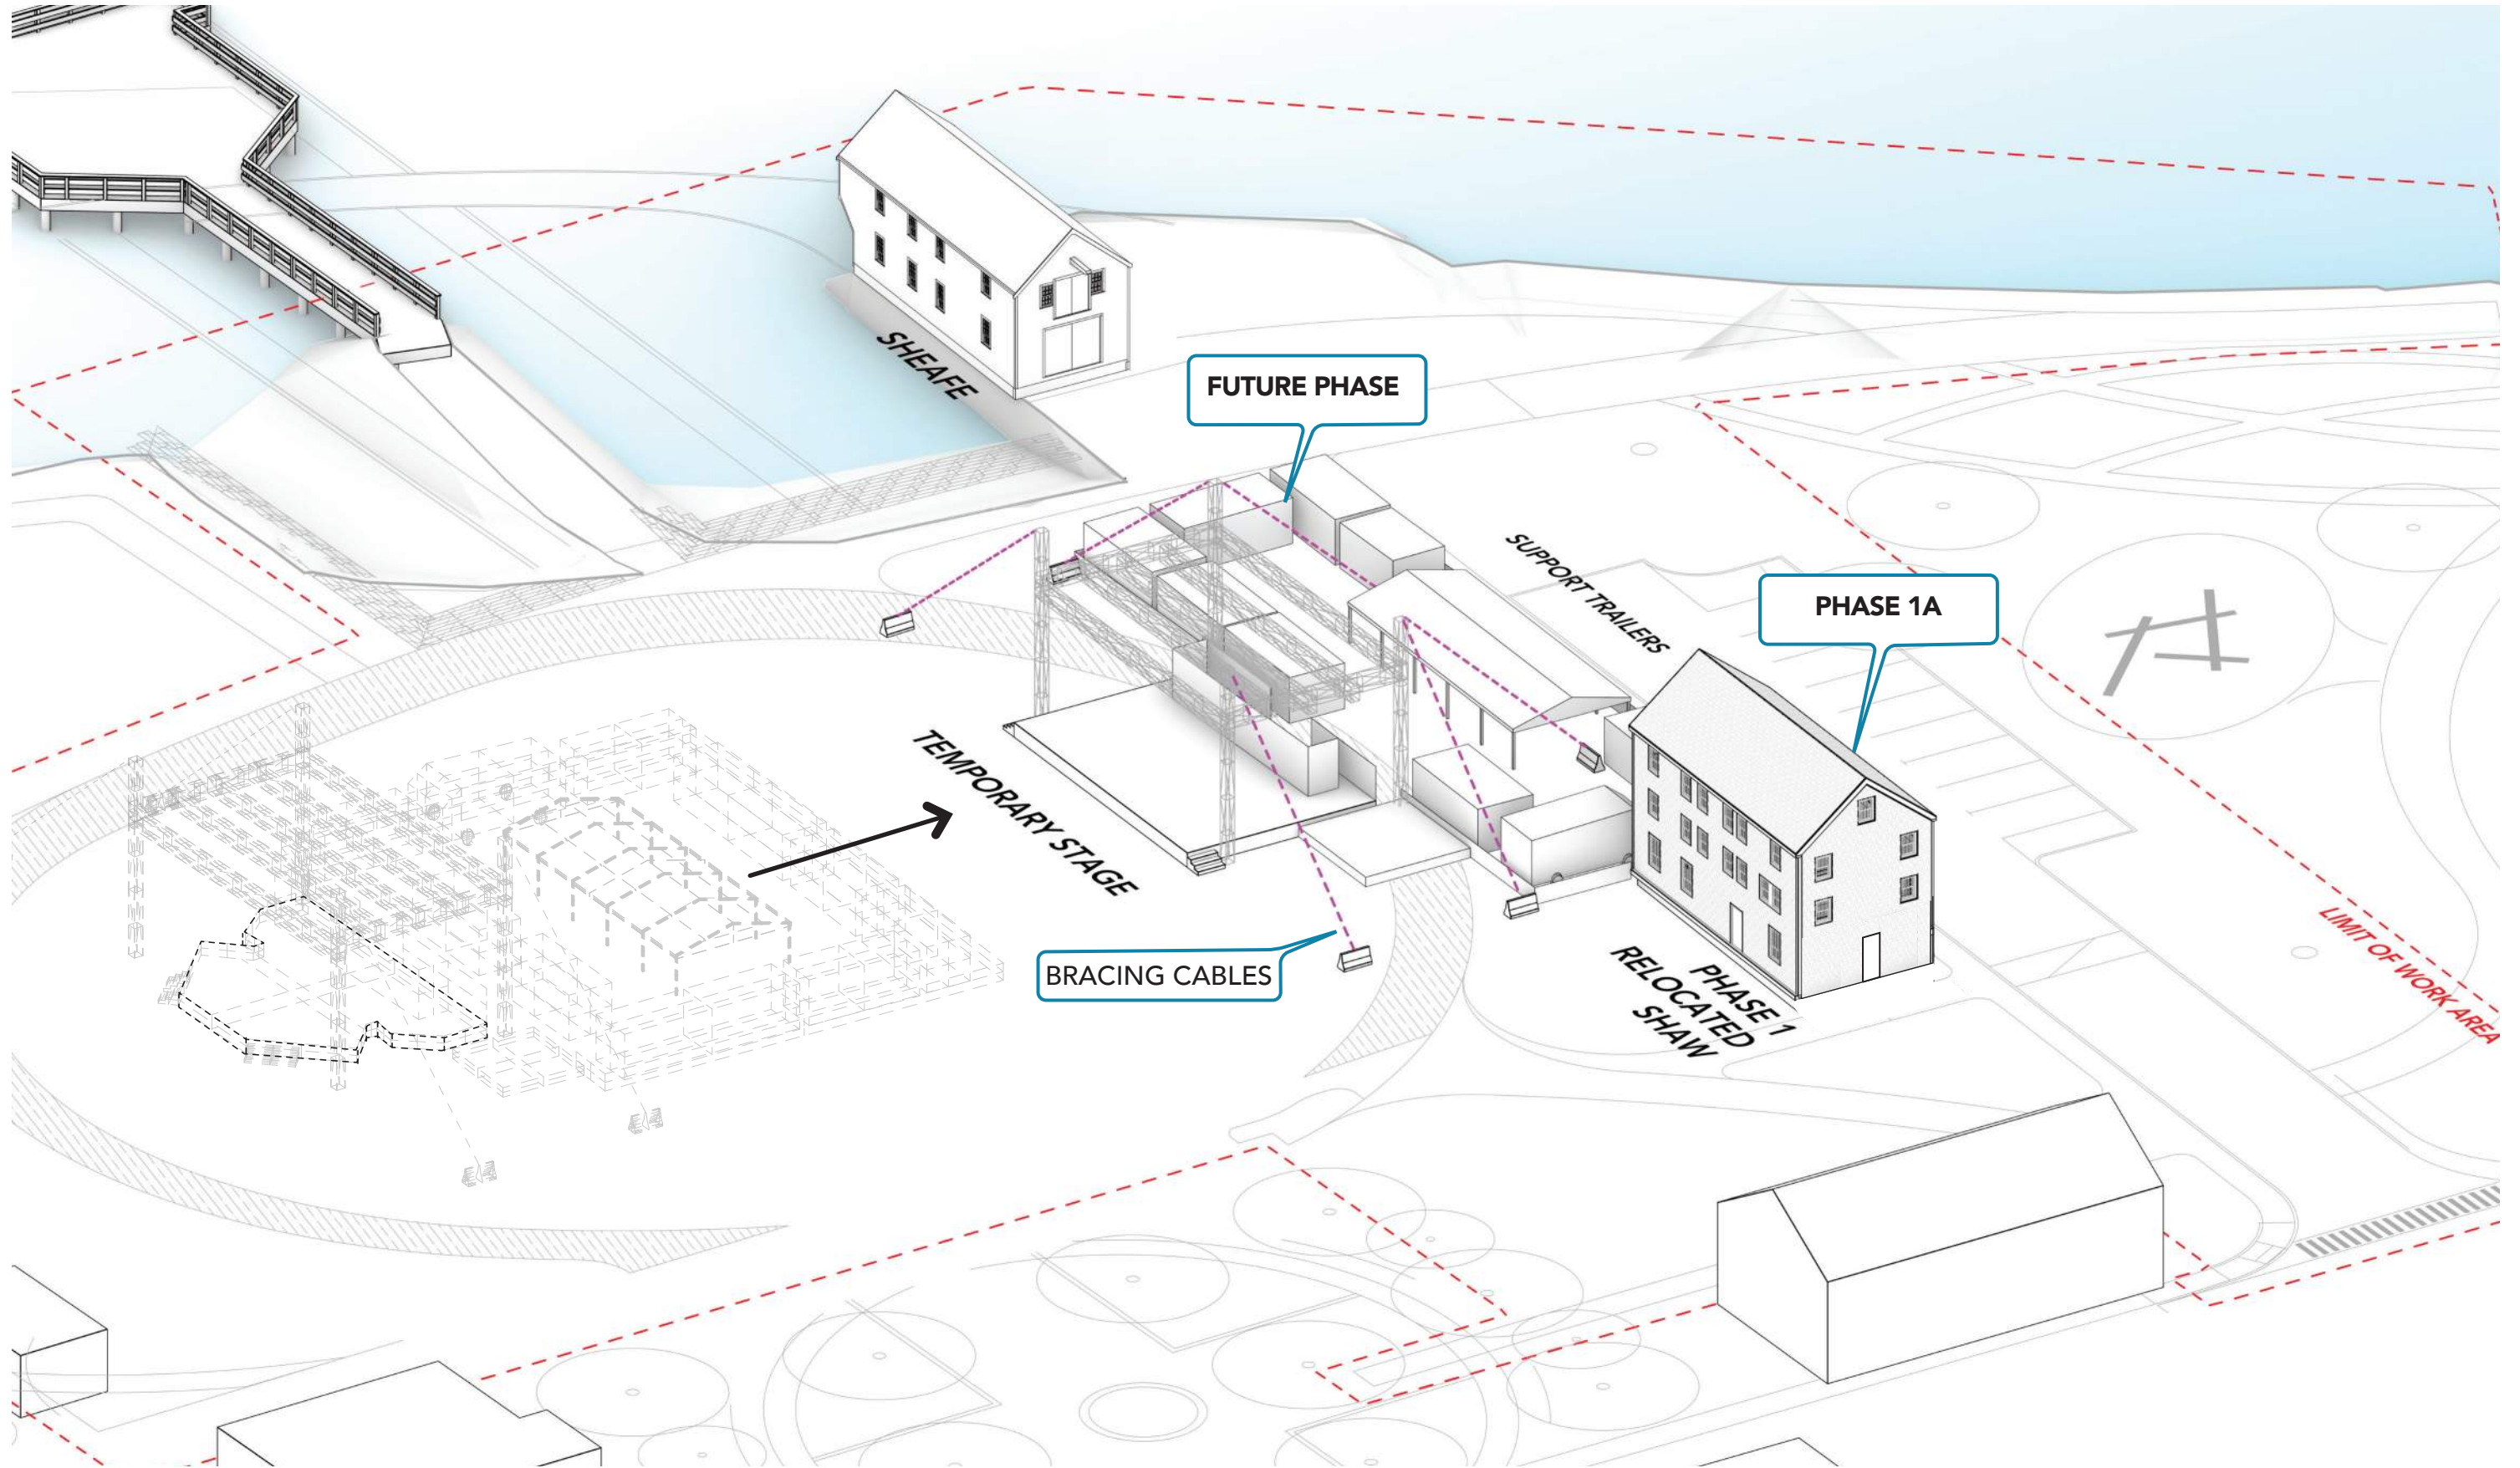 SHEAFE
FUTURE PHASE
SUPPORT TRAILERS
PHASE 1A
TEMPORARY STAGE
BRACING CABLES
PHASE 1
RELOCATED
SHAW
LIMIT OF WORK AREA